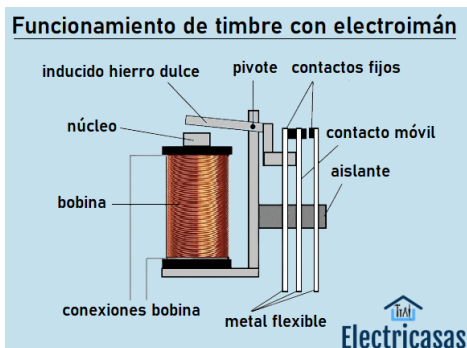 Funcionamiento de timbre con electroimán
inducido hierro dulce
pivote
contactos fijos
núcleo
contacto móvil
aislante
bobina
conexiones bobina
metal flexible
Electricasas